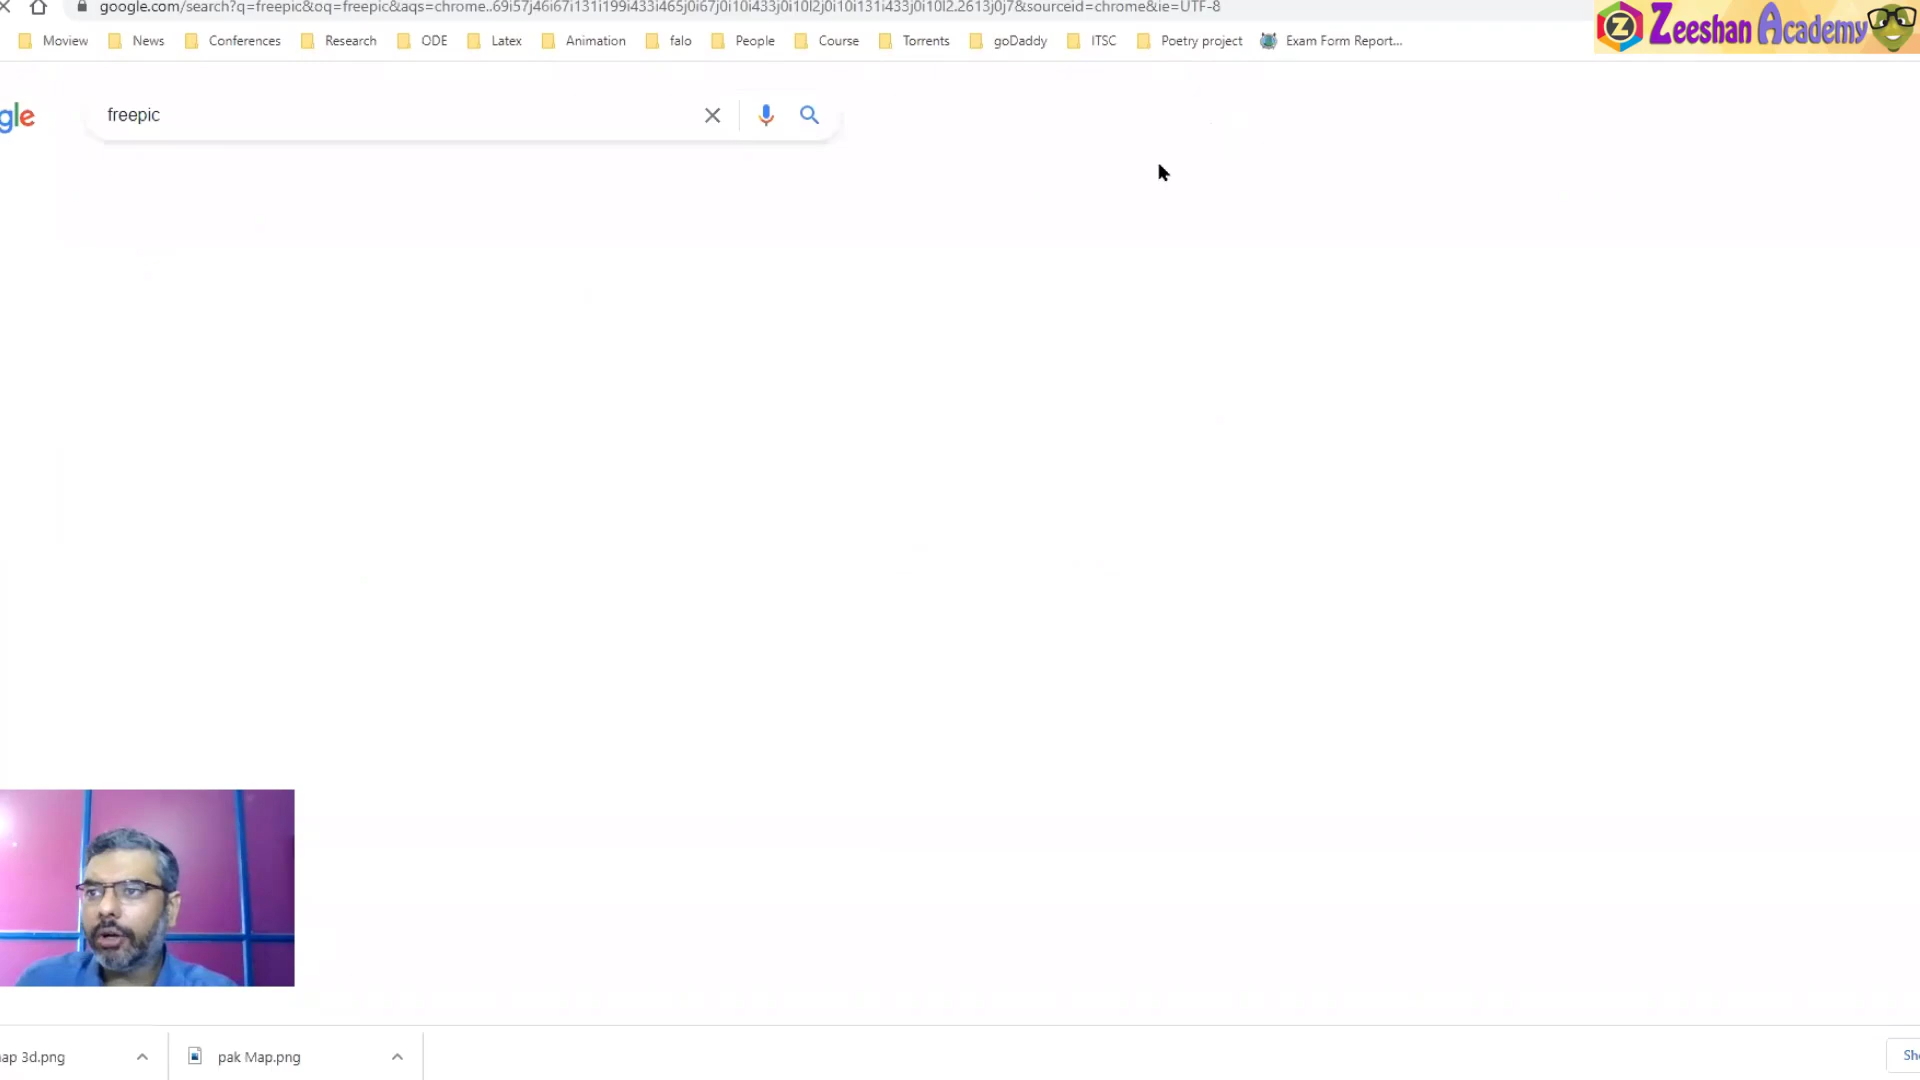 google.com/search?q=freepic&oq=freepic&aqs=chrome..69i57j46i67i131i199i433i465j0i67j0i10i433j0i10l2j0i10i131i433j0i10l2.2613j0j7&sourceid=chrome&ie=UTF-8
Zeeshan Academy
Moview News Conferences Research ODE Latex Animation falo People Course Torrents goDaddy ITSC Poetry project Exam Form Report...
gle freepic
ap 3d.png pak Map.png